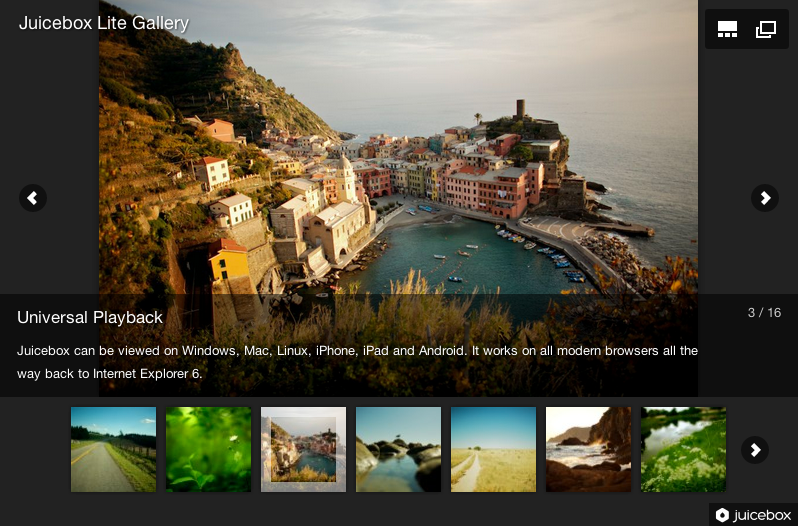 Juicebox Lite Gallery
Universal Playback
3 / 16
Juicebox can be viewed on Windows, Mac, Linux, iPhone, iPad and Android. It works on all modern browsers all the
way back to Internet Explorer 6.
juicebox